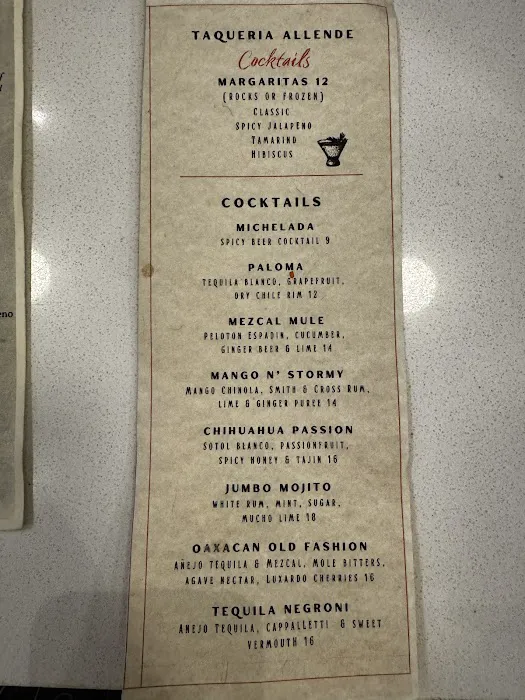 TAQUERIA ALLENDE
Cocktails
MARGARITAS 12
(ROCKS OR FROZEN)
CLASSIC
SPICY JALAPENO
TAMARIND
HIBISCUS
COCKTAILS
MICHELADA
SPICY BEER COCKTAIL 9
PALOMA
TEQUILA BLANCO, GRAPEFRUIT,
DRY CHILE RIM 12
MEZCAL MULE
PELOTON ESPADIN, CUCUMBER,
GINGER BEER & LIME 14
MANGO N' STORMY
MANGO CHINOLA, SMITH & CROSS RUM,
LIME & GINGER PUREE 14
CHIHUAHUA PASSION
SOTOL BLANCO, PASSIONFRUIT,
SPICY HONEY & TAJIN 16
JUMBO MOJITO
WHITE RUM, MINT, SUGAR,
MUCHO LIME 18
OAXACAN OLD FASHION
AÑEJO TEQUILA & MEZCAL, MOLE BITTERS,
AGAVE NECTAR, LUXARDO CHERRIES 16
TEQUILA NEGRONI
AÑEJO TEQUILA, CAPPALLETTI & SWEET
VERMOUTH 16